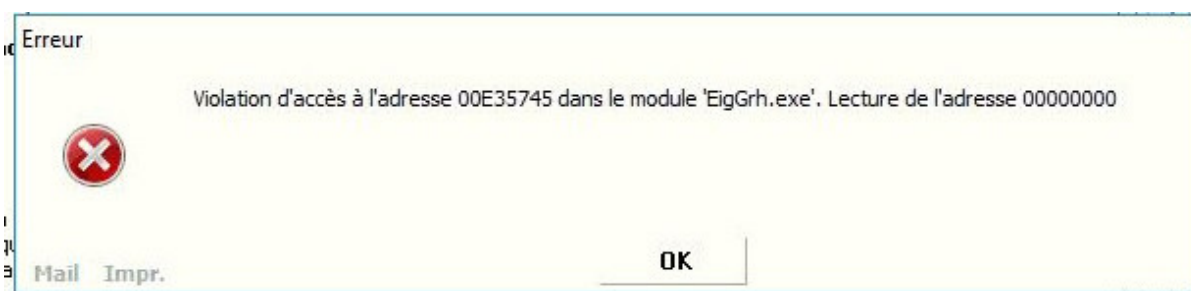 Erreur
Violation d'accès à l'adresse 00E35745 dans le module 'EigGrh.exe'. Lecture de l'adresse 00000000
OK
Mail Impr.